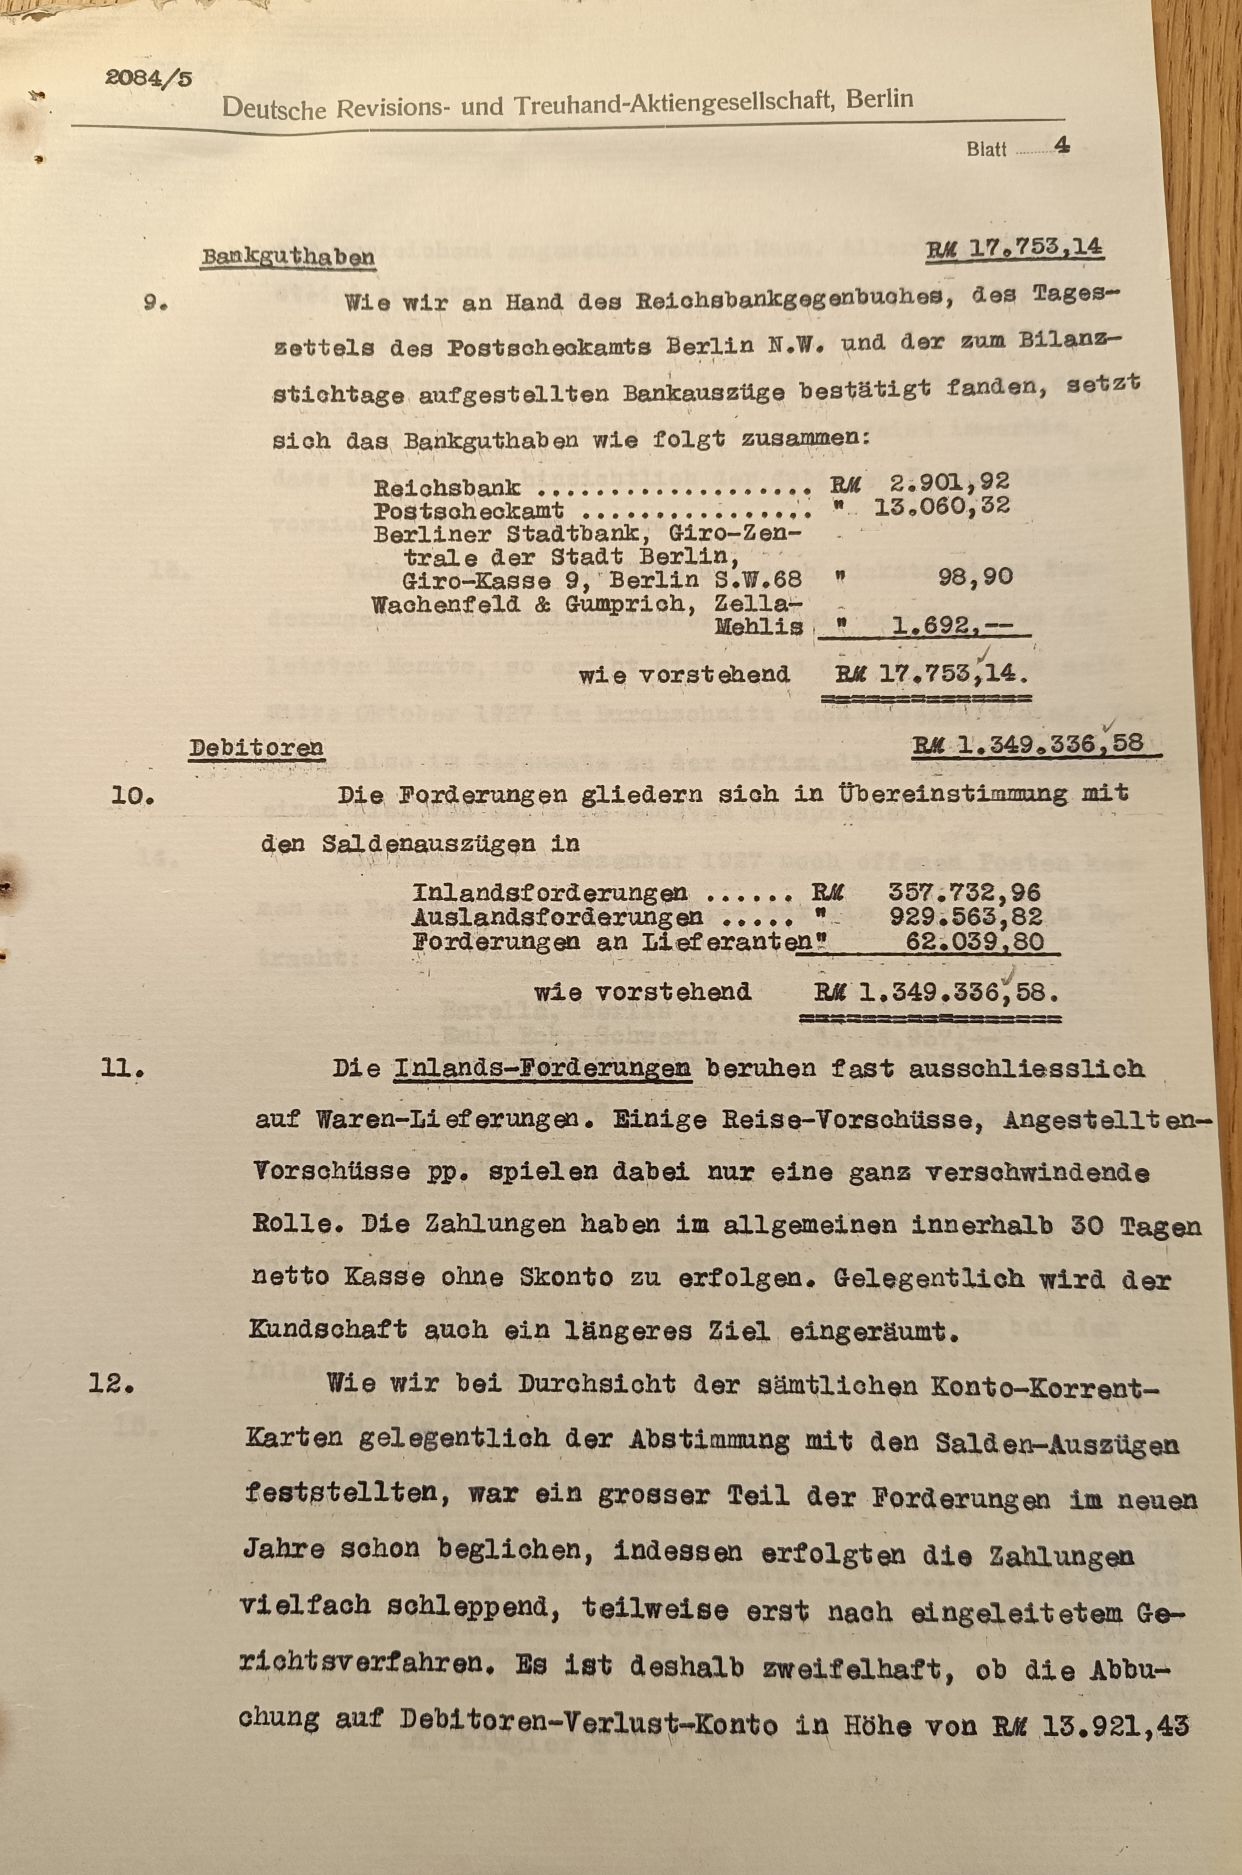 2084/5
Deutsche Revisions- und Treuhand-Aktiengesellschaft, Berlin
Blatt ........ 4
Bankguthaben RM 17.753,14
9. Wie wir an Hand des Reichsbankgegenbuches, des Tages-
zettels des Postscheckamts Berlin N.W. und der zum Bilanz-
stichtage aufgestellten Bankauszüge bestätigt fanden, setzt
sich das Bankguthaben wie folgt zusammen:
Reichsbank ................... RM 2.901,92
Postscheckamt ................ " 13.060,32
Berliner Stadtbank, Giro-Zen-
trale der Stadt Berlin,
Giro-Kasse 9, Berlin S.W.68 " 98,90
Wachenfeld & Gumprich, Zella-
Mehlis " 1.692,--
wie vorstehend RM 17.753,14.
Debitoren RM 1.349.336,58
10. Die Forderungen gliedern sich in Übereinstimmung mit
den Saldenauszügen in
Inlandsforderungen ...... RM 357.732,96
Auslandsforderungen ..... " 929.563,82
Forderungen an Lieferanten" 62.039,80
wie vorstehend RM 1.349.336,58.
11. Die Inlands-Forderungen beruhen fast ausschliesslich
auf Waren-Lieferungen. Einige Reise-Vorschüsse, Angestellten-
Vorschüsse pp. spielen dabei nur eine ganz verschwindende
Rolle. Die Zahlungen haben im allgemeinen innerhalb 30 Tagen
netto Kasse ohne Skonto zu erfolgen. Gelegentlich wird der
Kundschaft auch ein längeres Ziel eingeräumt.
12. Wie wir bei Durchsicht der sämtlichen Konto-Korrent-
Karten gelegentlich der Abstimmung mit den Salden-Auszügen
feststellten, war ein grosser Teil der Forderungen im neuen
Jahre schon beglichen, indessen erfolgten die Zahlungen
vielfach schleppend, teilweise erst nach eingeleitetem Ge-
richtsverfahren. Es ist deshalb zweifelhaft, ob die Abbu-
chung auf Debitoren-Verlust-Konto in Höhe von RM 13.921,43